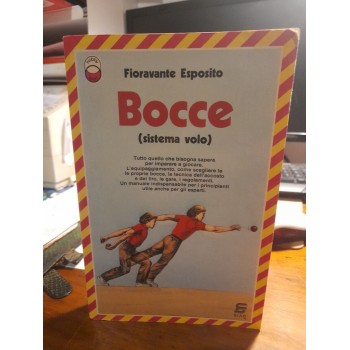 Fioravante Esposito
Bocce
(sistema volo)
Tutto quello che bisogna sapere
per imparare a giocare.
L'equipaggiamento, come scegliere le
le proprie bocce, la tecnica dell'accosto
e del tiro, le gare, i regolamenti.
Un manuale indispensabile per i principianti
utile anche per gli esperti.